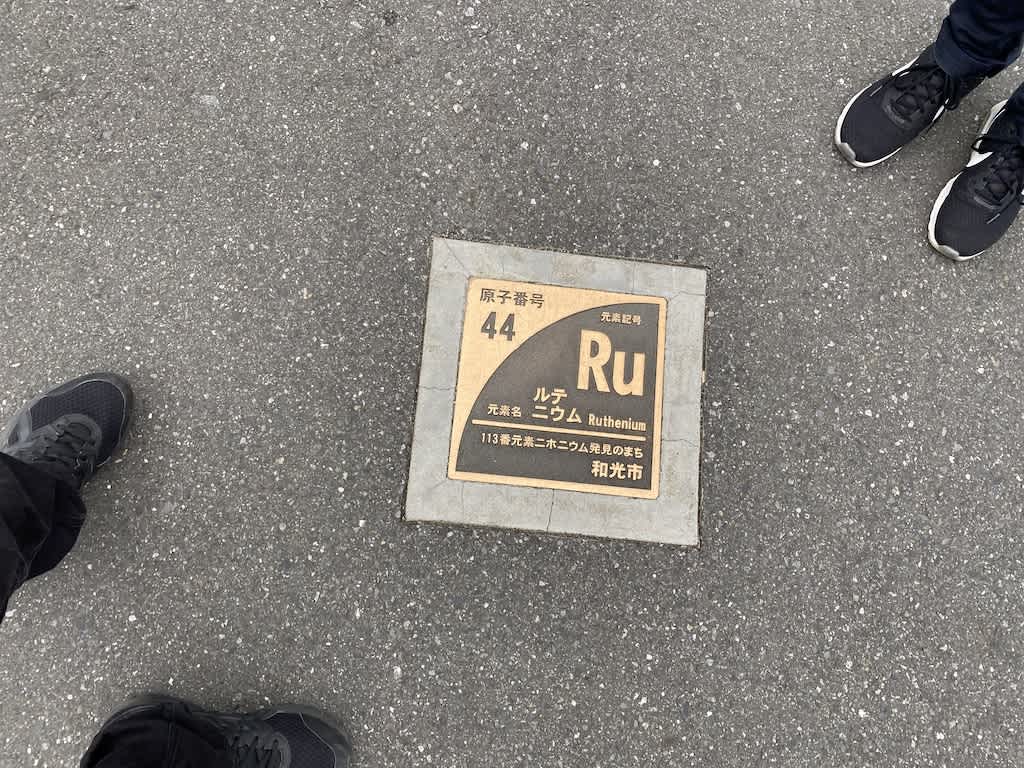 原子番号
44
元素記号
Ru
ルテ
元素名 ニウム Ruthenium
113番元素ニホニウム発見のまち
和光市